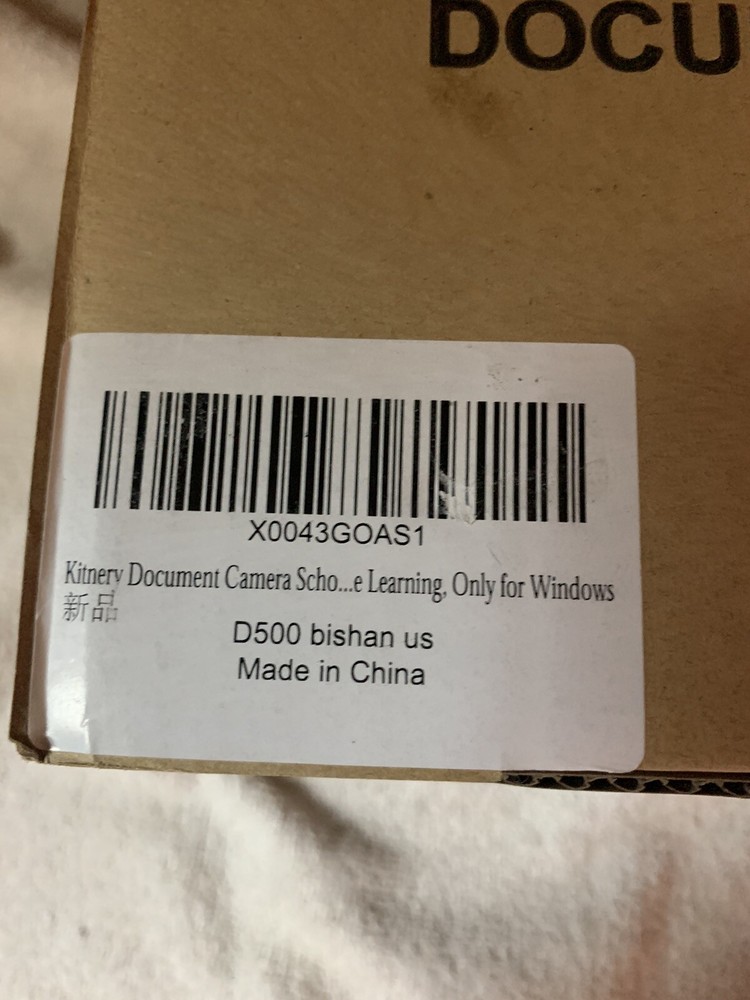 DOCU
X0043GOAS1
Kitnery Document Camera Scho...e Learning, Only for Windows
新品
D500 bishan us
Made in China